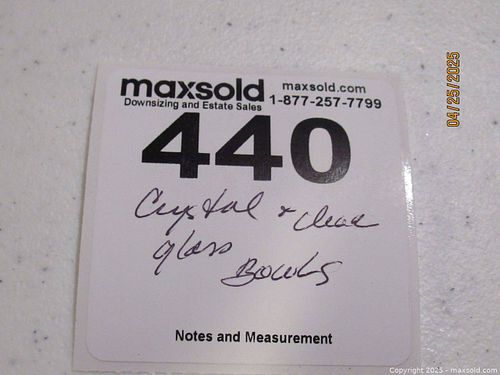 maxsold
maxsold.com
Downsizing and Estate Sales
1-877-257-7799
440
Crystal + clear
glass
Bowls
Notes and Measurement
04/25/2025
Copyright 2025 - maxsold.com